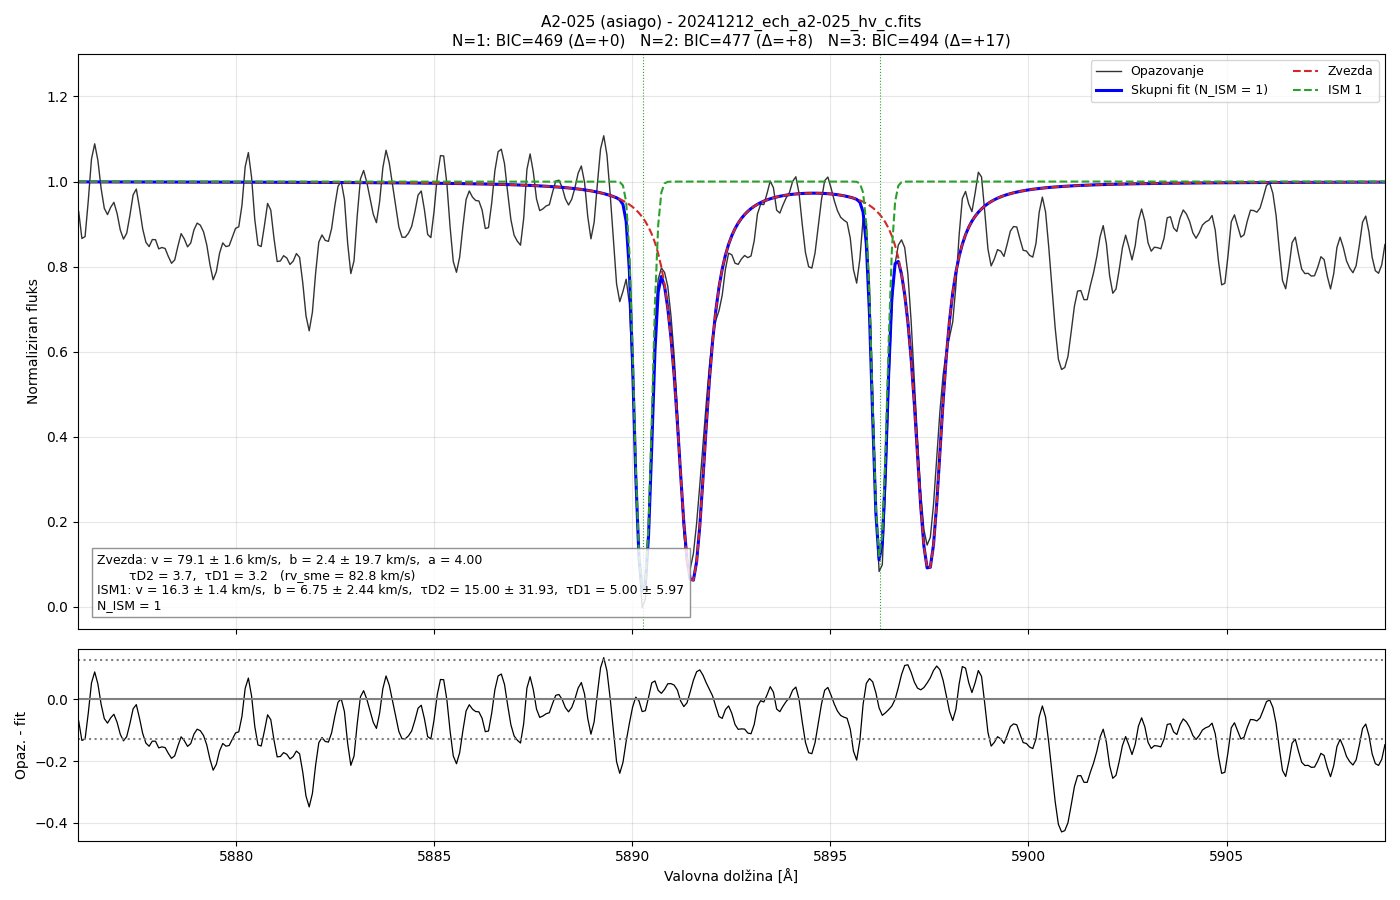 A2-025 (asiago) - 20241212_ech_a2-025_hv_c.fits
N=1: BIC=469 (Δ=+0)   N=2: BIC=477 (Δ=+8)   N=3: BIC=494 (Δ=+17)
Opazovanje
Skupni fit (N_ISM = 1)
Zvezda
ISM 1
Normaliziran fluks
1.2
1.0
0.8
0.6
0.4
0.2
0.0
Zvezda: v = 79.1 ± 1.6 km/s,  b = 2.4 ± 19.7 km/s,  a = 4.00
τD2 = 3.7,  τD1 = 3.2   (rv_sme = 82.8 km/s)
ISM1: v = 16.3 ± 1.4 km/s,  b = 6.75 ± 2.44 km/s,  τD2 = 15.00 ± 31.93,  τD1 = 5.00 ± 5.97
N_ISM = 1
Opaz. - fit
0.0
−0.2
−0.4
5880
5885
5890
5895
5900
5905
Valovna dolžina [Å]